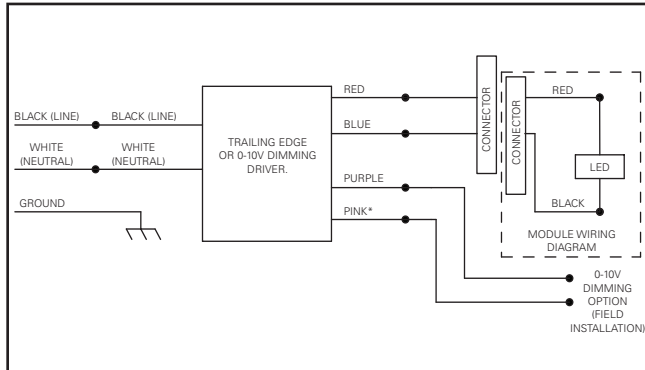 BLACK (LINE)
BLACK (LINE)
WHITE
(NEUTRAL)
WHITE
(NEUTRAL)
GROUND
TRAILING EDGE
OR 0-10V DIMMING
DRIVER.
RED
BLUE
PURPLE
PINK*
CONNECTOR
CONNECTOR
RED
LED
BLACK
MODULE WIRING
DIAGRAM
0-10V
DIMMING
OPTION
(FIELD
INSTALLATION)